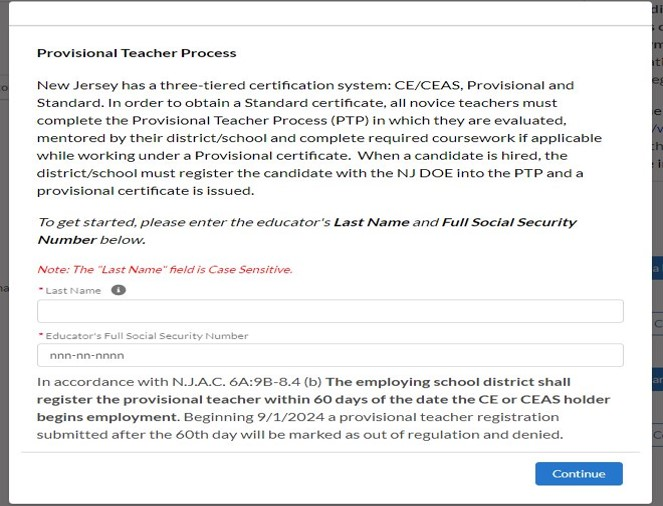 Provisional Teacher Process
New Jersey has a three-tiered certification system: CE/CEAS, Provisional and
Standard. In order to obtain a Standard certificate, all novice teachers must
complete the Provisional Teacher Process (PTP) in which they are evaluated,
mentored by their district/school and complete required coursework if applicable
while working under a Provisional certificate.  When a candidate is hired, the
district/school must register the candidate with the NJ DOE into the PTP and a
provisional certificate is issued.
To get started, please enter the educator's Last Name and Full Social Security
Number below.
Note: The "Last Name" field is Case Sensitive.
* Last Name i
* Educator's Full Social Security Number
nnn-nn-nnnn
In accordance with N.J.A.C. 6A:9B-8.4 (b) The employing school district shall
register the provisional teacher within 60 days of the date the CE or CEAS holder
begins employment. Beginning 9/1/2024 a provisional teacher registration
submitted after the 60th day will be marked as out of regulation and denied.
Continue